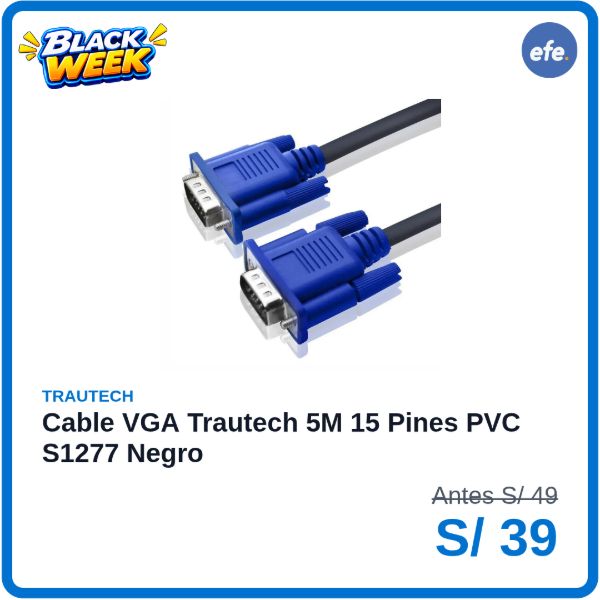 BLACK
WEEK
efe.
TRAUTECH
Cable VGA Trautech 5M 15 Pines PVC
S1277 Negro
Antes S/ 49
S/ 39